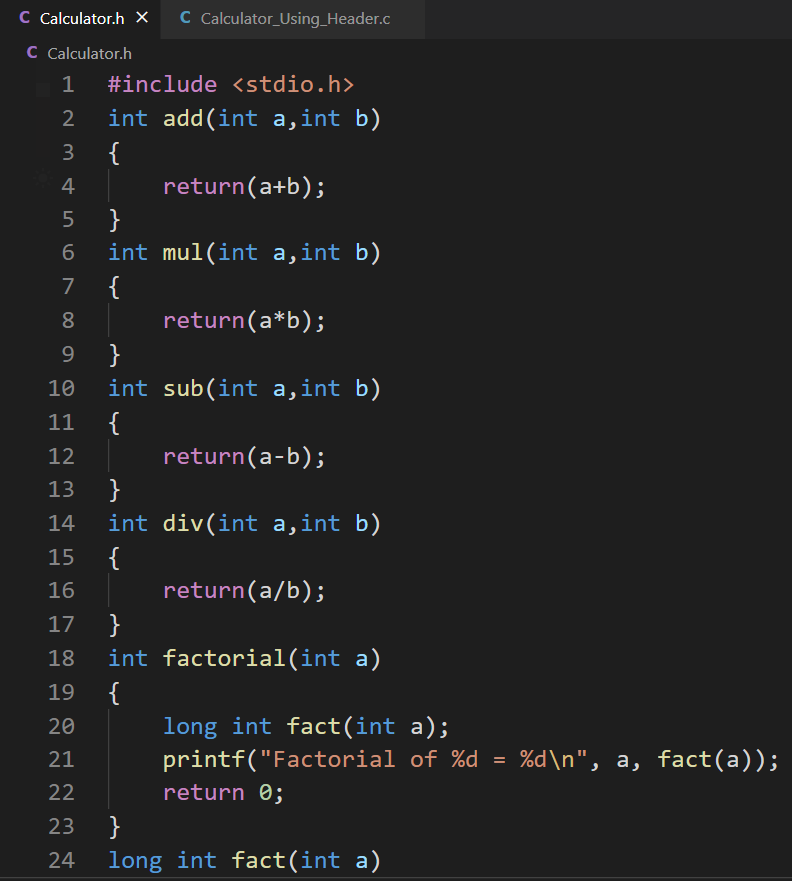 C Calculator.h × C Calculator_Using_Header.c
C Calculator.h
1 #include <stdio.h>
2 int add(int a,int b)
3 {
4 return(a+b);
5 }
6 int mul(int a,int b)
7 {
8 return(a*b);
9 }
10 int sub(int a,int b)
11 {
12 return(a-b);
13 }
14 int div(int a,int b)
15 {
16 return(a/b);
17 }
18 int factorial(int a)
19 {
20 long int fact(int a);
21 printf("Factorial of %d = %d\n", a, fact(a));
22 return 0;
23 }
24 long int fact(int a)